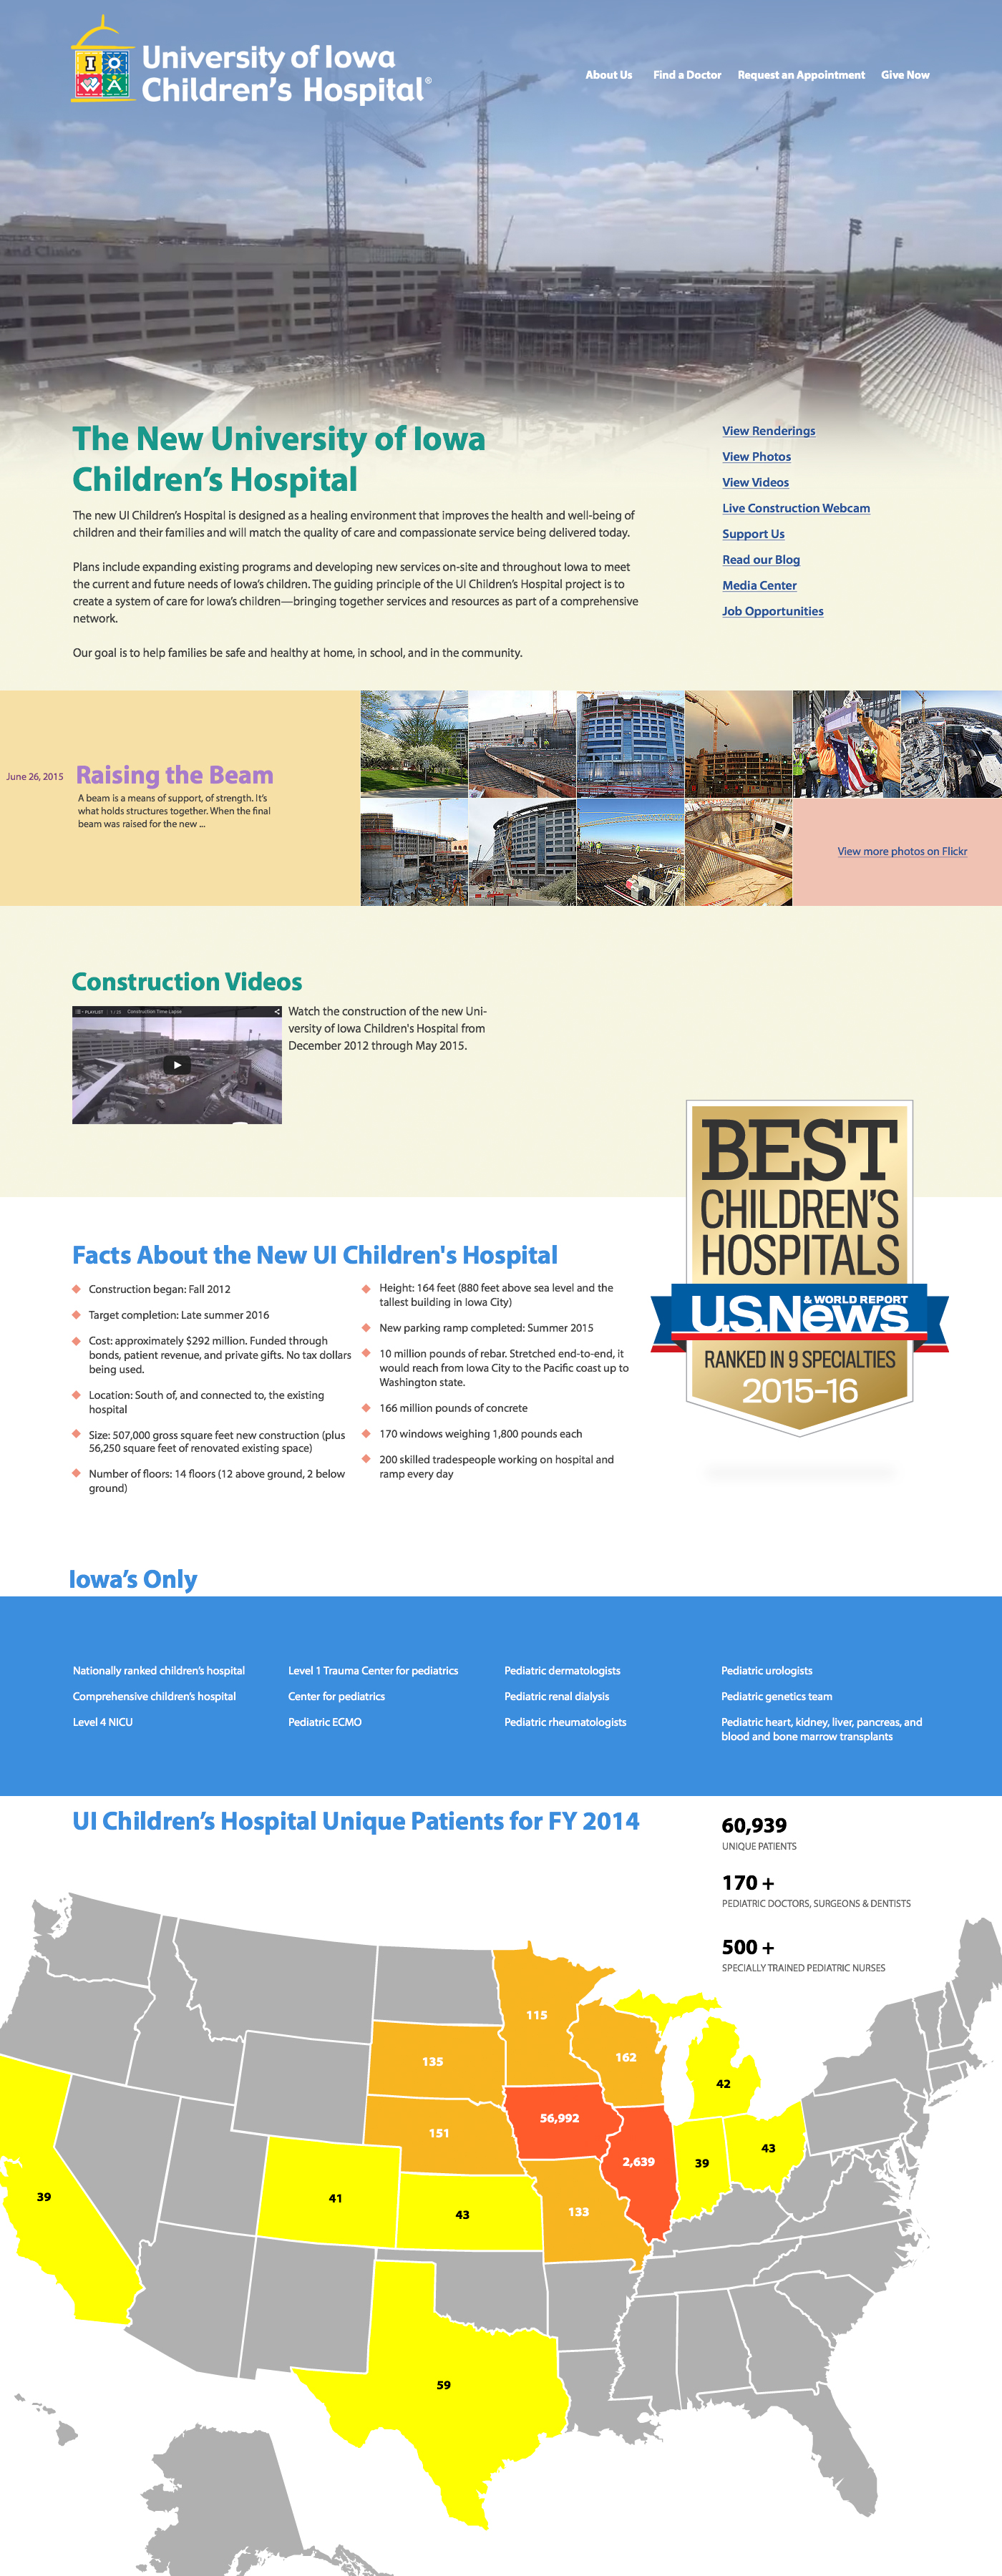 University of Iowa
Children's Hospital®
About Us
Find a Doctor
Request an Appointment
Give Now
The New University of Iowa
Children's Hospital
The new UI Children's Hospital is designed as a healing environment that improves the health and well-being of
children and their families and will match the quality of care and compassionate service being delivered today.
Plans include expanding existing programs and developing new services on-site and throughout Iowa to meet
the current and future needs of Iowa's children. The guiding principle of the UI Children's Hospital project is to
create a system of care for Iowa's children—bringing together services and resources as part of a comprehensive
network.
Our goal is to help families be safe and healthy at home, in school, and in the community.
View Renderings
View Photos
View Videos
Live Construction Webcam
Support Us
Read our Blog
Media Center
Job Opportunities
June 26, 2015
Raising the Beam
A beam is a means of support, of strength. It's
what holds structures together. When the final
beam was raised for the new ...
View more photos on Flickr
Construction Videos
PLAYLIST 1 / 15 Construction Time Lapse
Watch the construction of the new Uni-
versity of Iowa Children's Hospital from
December 2012 through May 2015.
BEST
CHILDREN'S
HOSPITALS
U.S.News
& WORLD REPORT
RANKED IN 9 SPECIALTIES
2015-16
Facts About the New UI Children's Hospital
Construction began: Fall 2012
Target completion: Late summer 2016
Cost: approximately $292 million. Funded through
bonds, patient revenue, and private gifts. No tax dollars
being used.
Location: South of, and connected to, the existing
hospital
Size: 507,000 gross square feet new construction (plus
56,250 square feet of renovated existing space)
Number of floors: 14 floors (12 above ground, 2 below
ground)
Height: 164 feet (880 feet above sea level and the
tallest building in Iowa City)
New parking ramp completed: Summer 2015
10 million pounds of rebar. Stretched end-to-end, it
would reach from Iowa City to the Pacific coast up to
Washington state.
166 million pounds of concrete
170 windows weighing 1,800 pounds each
200 skilled tradespeople working on hospital and
ramp every day
Iowa's Only
Nationally ranked children's hospital
Comprehensive children's hospital
Level 4 NICU
Level 1 Trauma Center for pediatrics
Center for pediatrics
Pediatric ECMO
Pediatric dermatologists
Pediatric renal dialysis
Pediatric rheumatologists
Pediatric urologists
Pediatric genetics team
Pediatric heart, kidney, liver, pancreas, and
blood and bone marrow transplants
UI Children's Hospital Unique Patients for FY 2014
60,939
UNIQUE PATIENTS
170 +
PEDIATRIC DOCTORS, SURGEONS & DENTISTS
500 +
SPECIALLY TRAINED PEDIATRIC NURSES
115
135
162
42
151
56,992
2,639
39
43
39
41
43
133
59